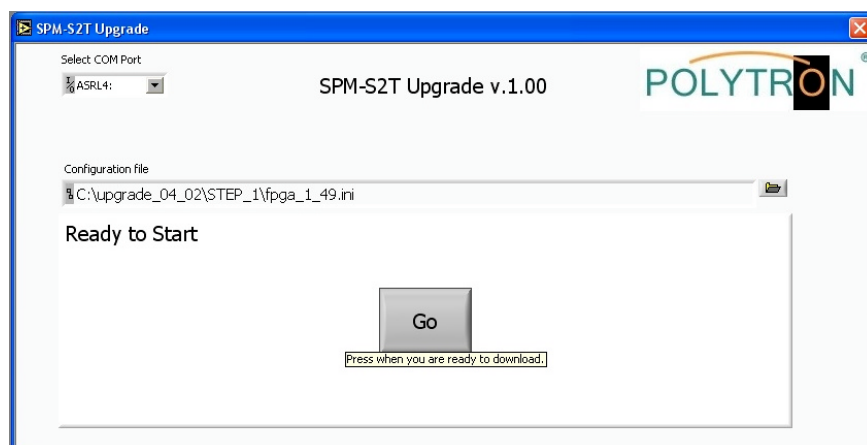 SPM-S2T Upgrade
Select COM Port
ASRL4:
SPM-S2T Upgrade v.1.00
POLYTRON®
Configuration file
C:\upgrade_04_02\STEP_1\fpga_1_49.ini
Ready to Start
Go
Press when you are ready to download.